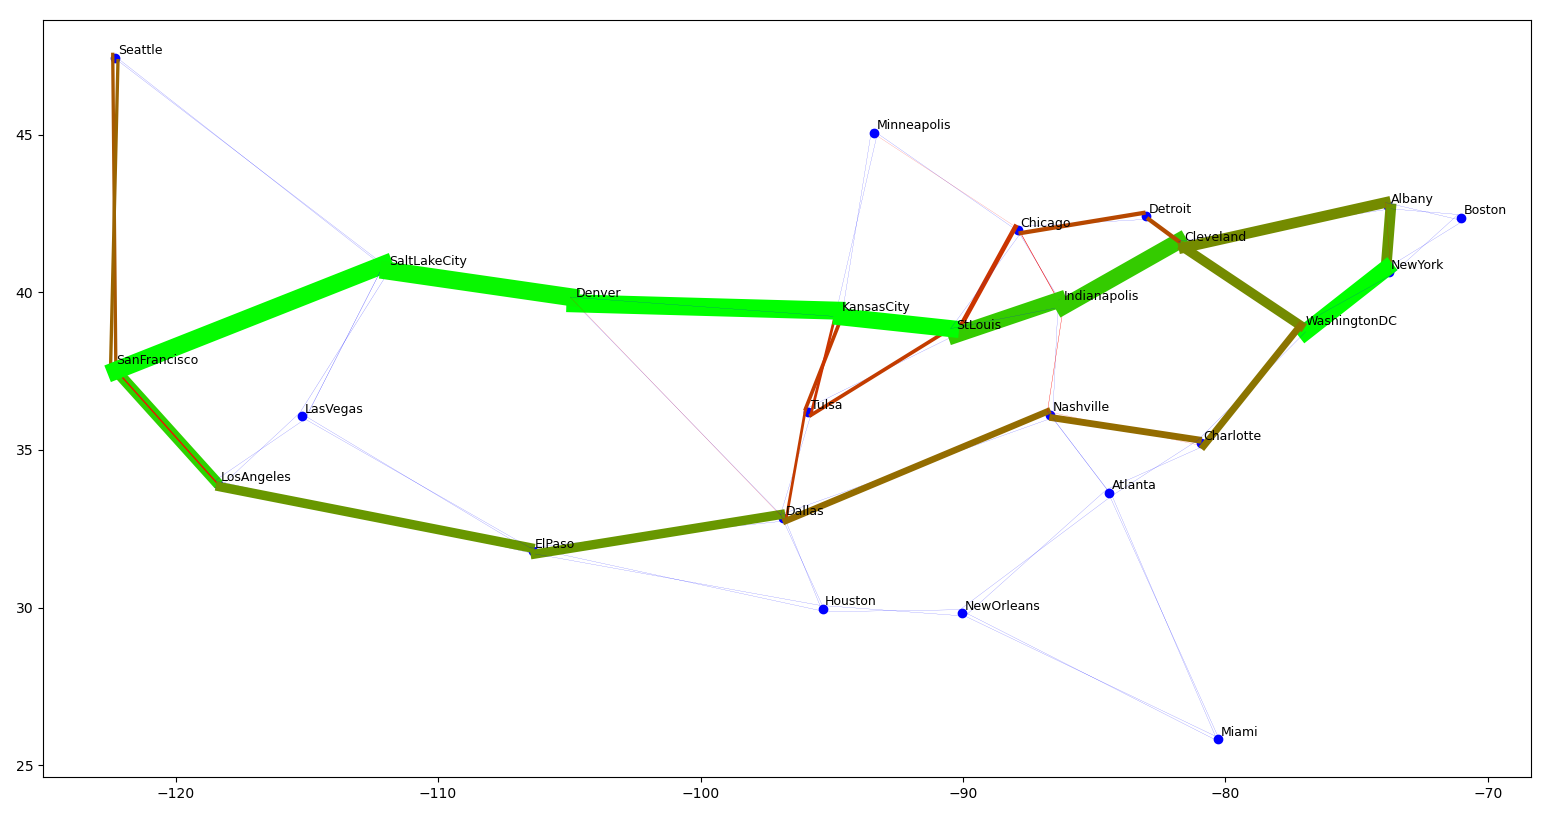 Seattle
Minneapolis
Albany
Detroit
Boston
Chicago
Cleveland
SaltLakeCity
NewYork
Denver
Indianapolis
KansasCity
WashingtonDC
StLouis
SanFrancisco
Tulsa
LasVegas
Nashville
Charlotte
LosAngeles
Atlanta
Dallas
ElPaso
Houston
NewOrleans
Miami
45
40
35
30
25
−120
−110
−100
−90
−80
−70